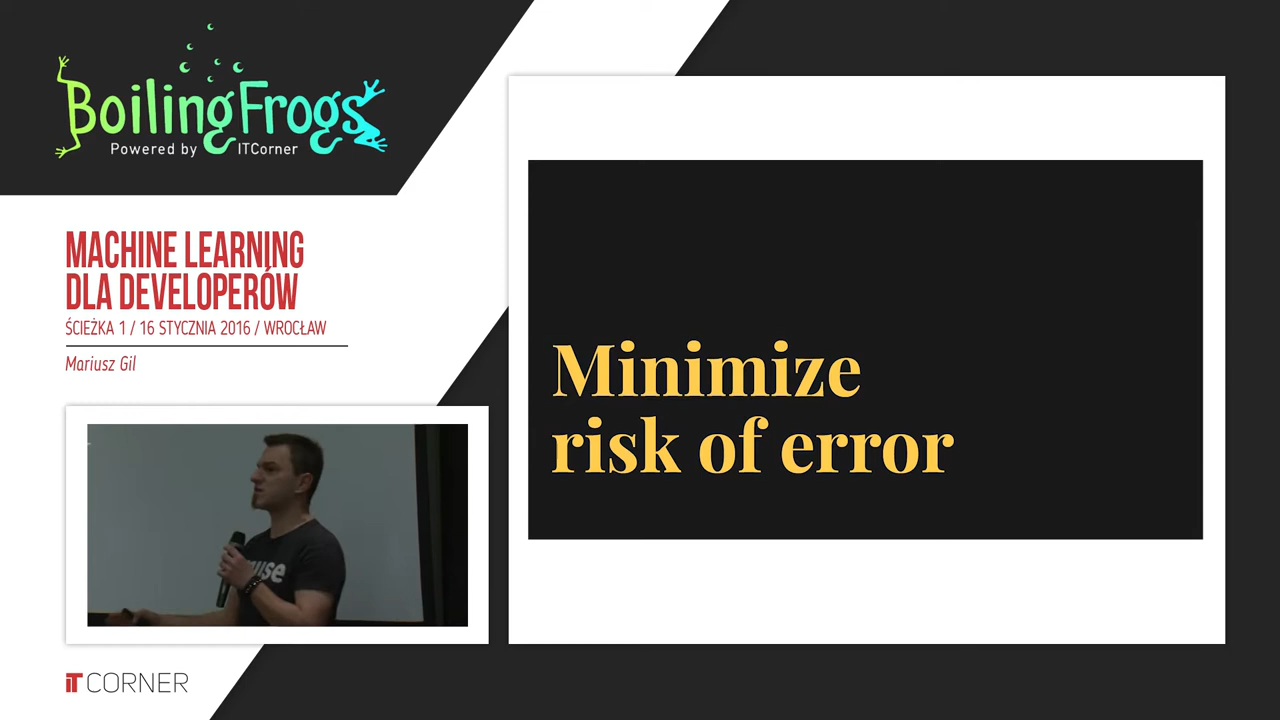 BoilingFrogs
Powered by ITCorner
MACHINE LEARNING
DLA DEVELOPERÓW
ŚCIEŻKA 1 / 16 STYCZNIA 2016 / WROCŁAW
Mariusz Gil
Minimize
risk of error
iT CORNER